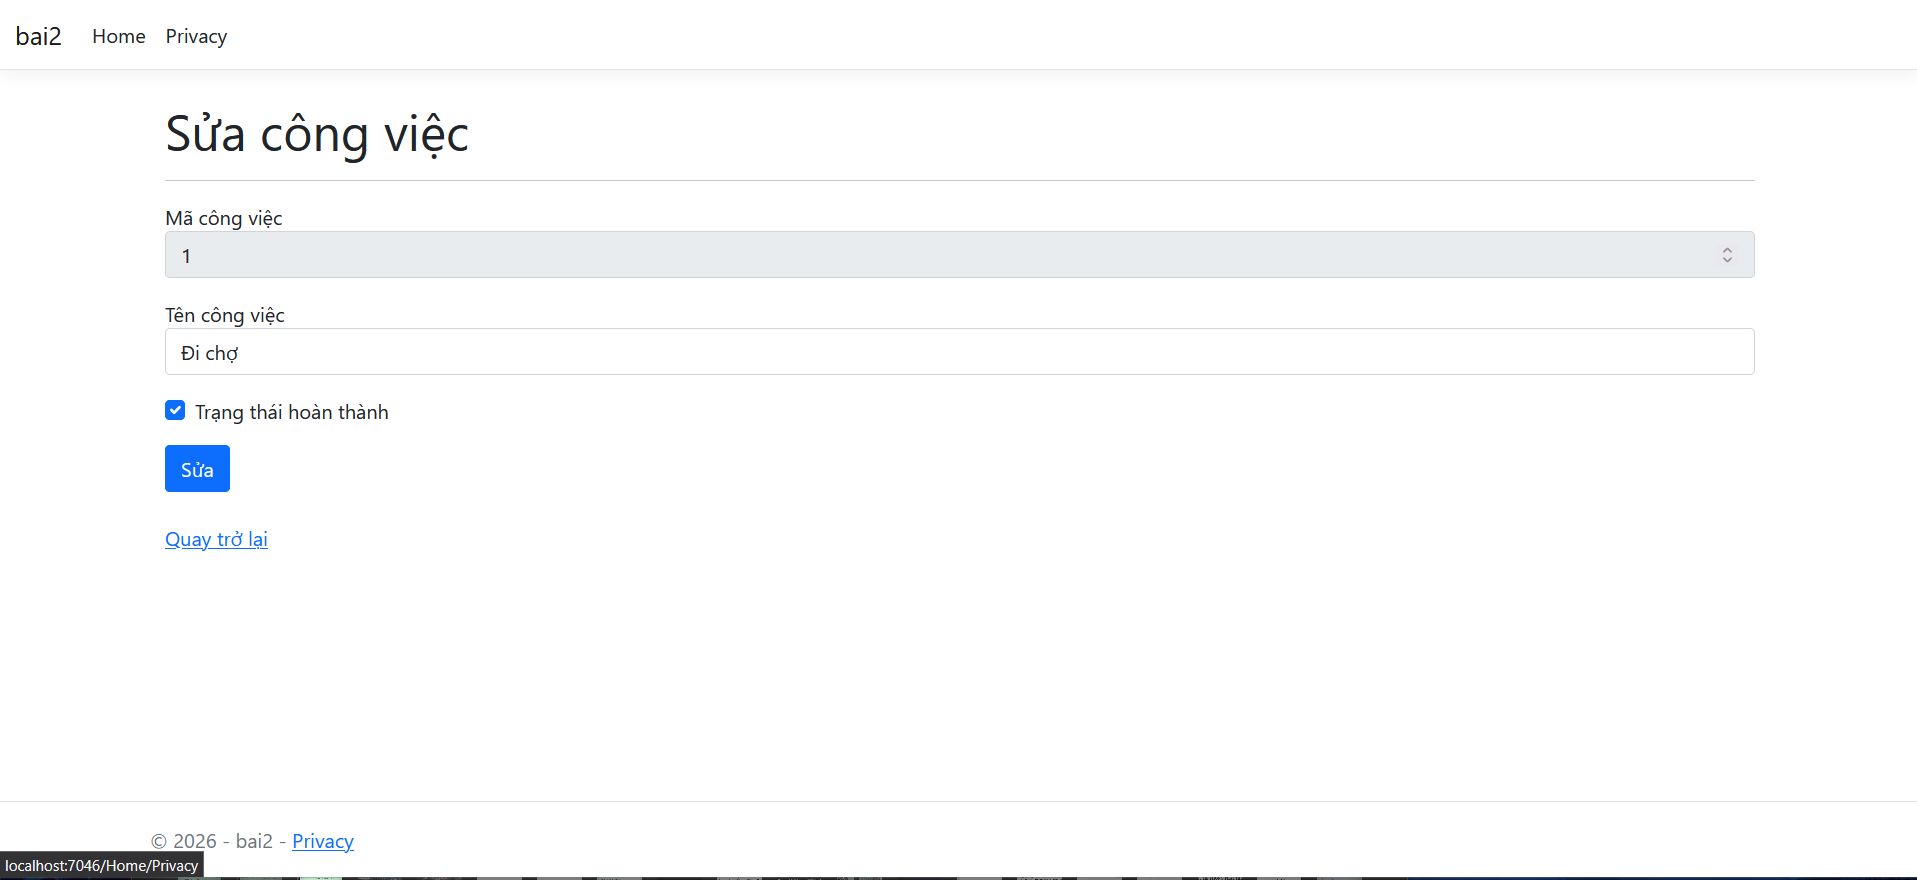 bai2 Home Privacy
Sửa công việc
Mã công việc
1
Tên công việc
Đi chợ
Trạng thái hoàn thành
Sửa
Quay trở lại
© 2026 - bai2 - Privacy
localhost:7046/Home/Privacy